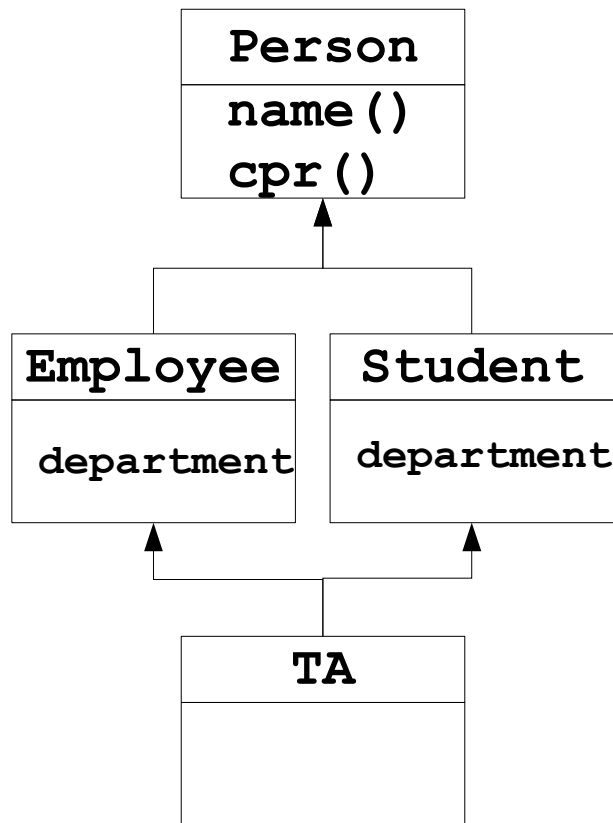 Person
name()
cpr()
Employee
department
Student
department
TA